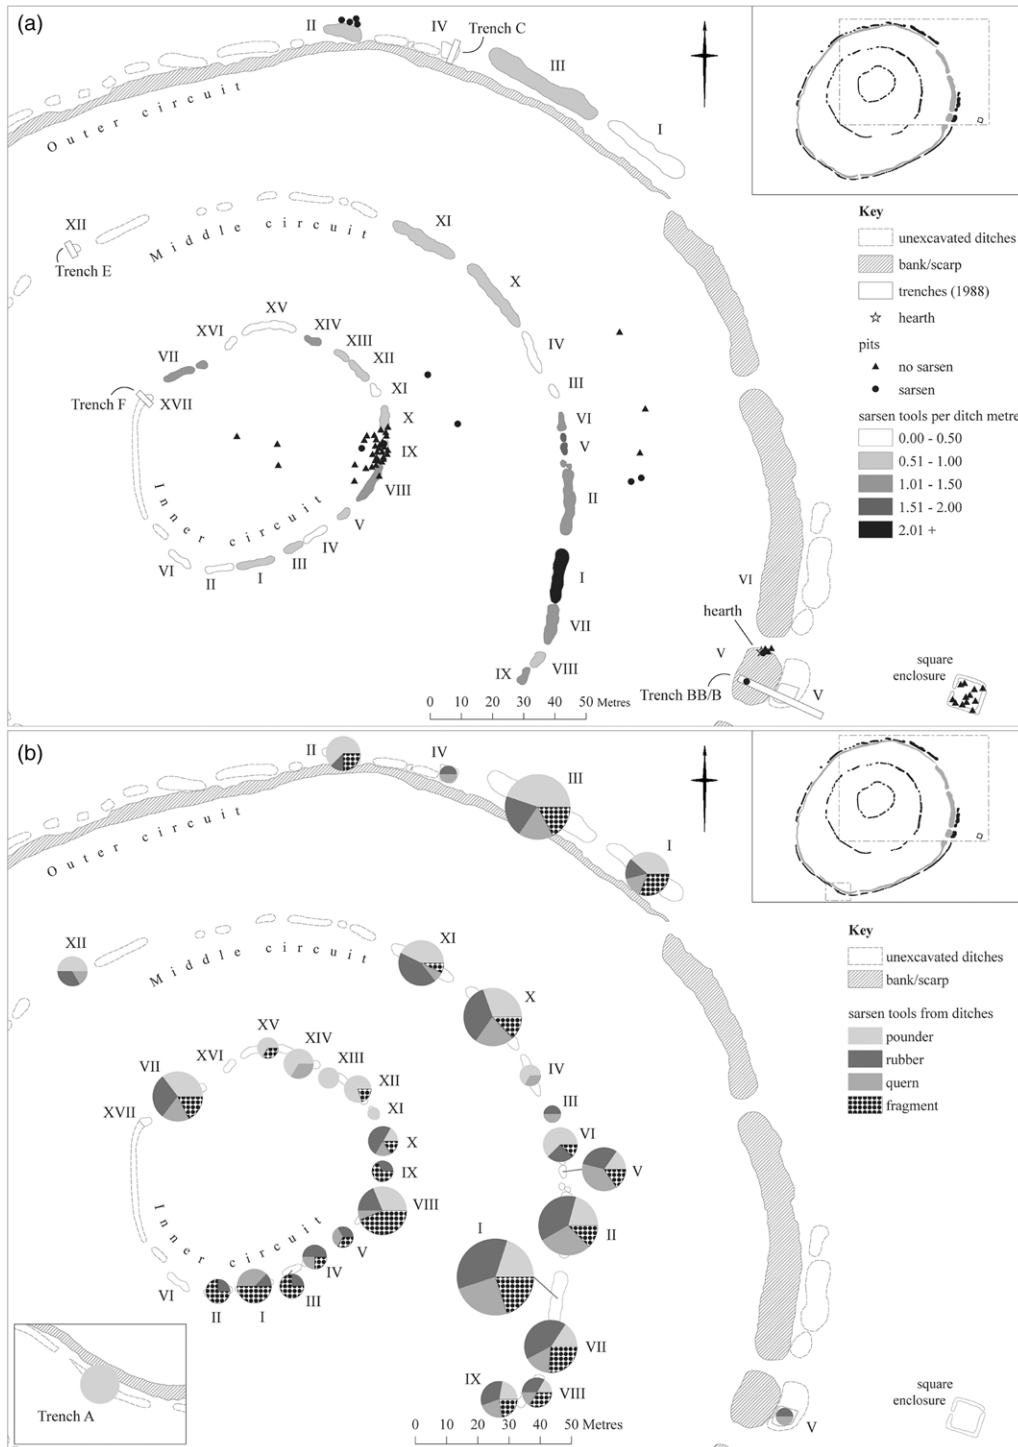 (a)
II
IV
Trench C
III
I
Outer circuit
XII
Trench E
Middle circuit
XI
X
IV
III
VI
V
II
I
VII
VIII
IX
XV
XVI
XIV
XIII
XII
VII
XI
Trench F
XVII
X
IX
VIII
V
IV
III
I
II
VI
Inner circuit
VI
hearth
V
Trench BB/B
V
square
enclosure
0 10 20 30 40 50 Metres
Key
unexcavated ditches
bank/scarp
trenches (1988)
hearth
pits
no sarsen
sarsen
sarsen tools per ditch metre
0.00 - 0.50
0.51 - 1.00
1.01 - 1.50
1.51 - 2.00
2.01 +
(b)
II
IV
III
I
Outer circuit
XII
Middle circuit
XI
X
IV
III
VI
V
II
I
VII
IX
VIII
XV
XIV
XVI
XIII
VII
XII
XVII
XI
X
IX
VIII
V
IV
III
I
II
VI
Inner circuit
Trench A
V
square
enclosure
0 10 20 30 40 50 Metres
Key
unexcavated ditches
bank/scarp
sarsen tools from ditches
pounder
rubber
quern
fragment